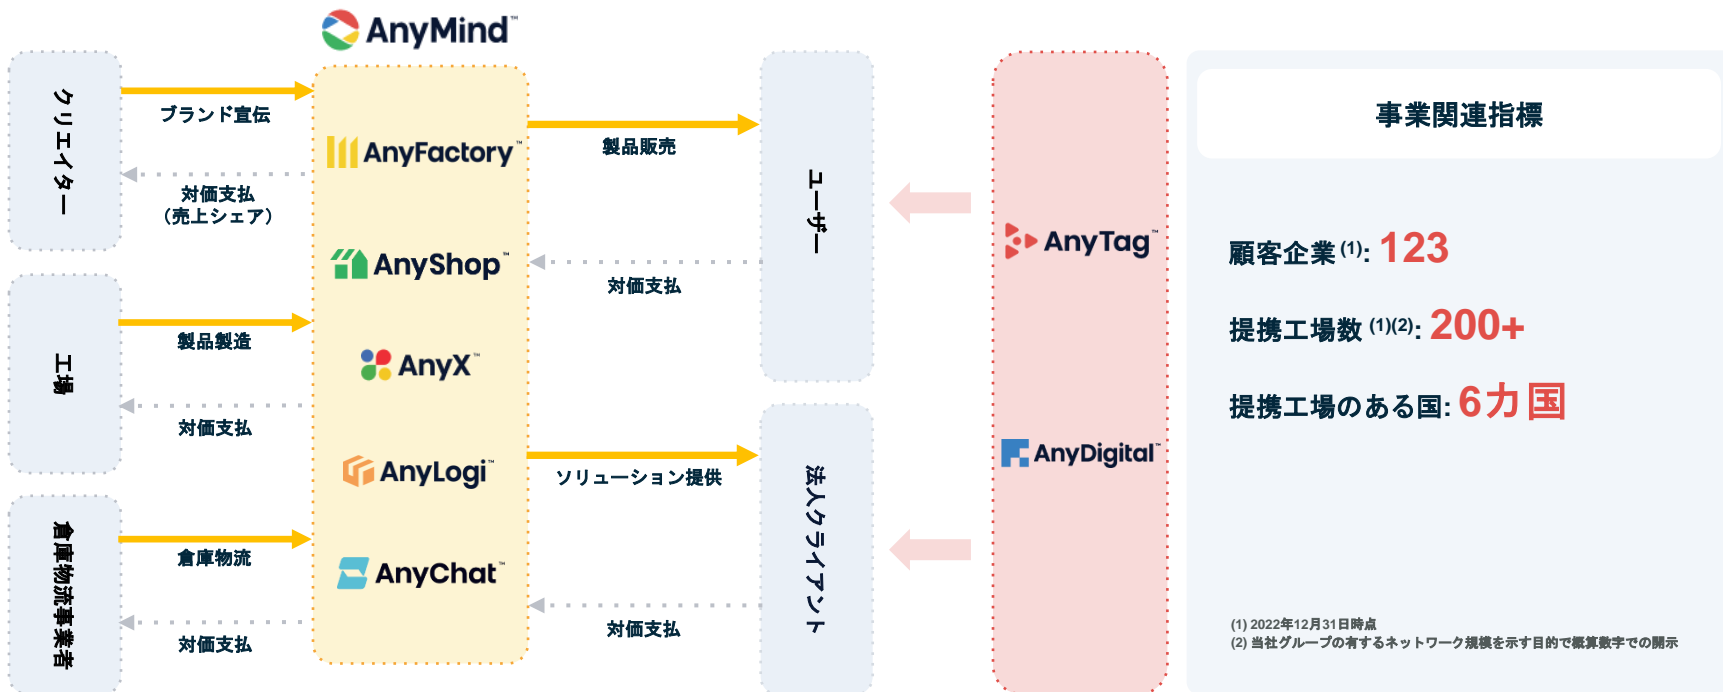 AnyMind™
クリエイター
ブランド宣伝
対価支払
（売上シェア）
工場
製品製造
対価支払
倉庫物流事業者
倉庫物流
対価支払
AnyFactory™
AnyShop™
AnyX™
AnyLogi™
AnyChat™
製品販売
対価支払
ユーザー
ソリューション提供
対価支払
法人クライアント
AnyTag™
AnyDigital™
事業関連指標
顧客企業 (1): 123
提携工場数 (1)(2): 200+
提携工場のある国: 6カ国
(1) 2022年12月31日時点
(2) 当社グループの有するネットワーク規模を示す目的で概算数字での開示